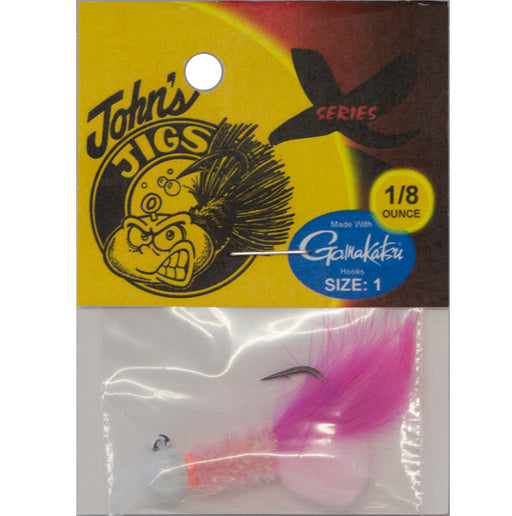 John's
JIGS
X
SERIES
1/8
OUNCE
Made With
Gamakatsu
Hooks
SIZE: 1